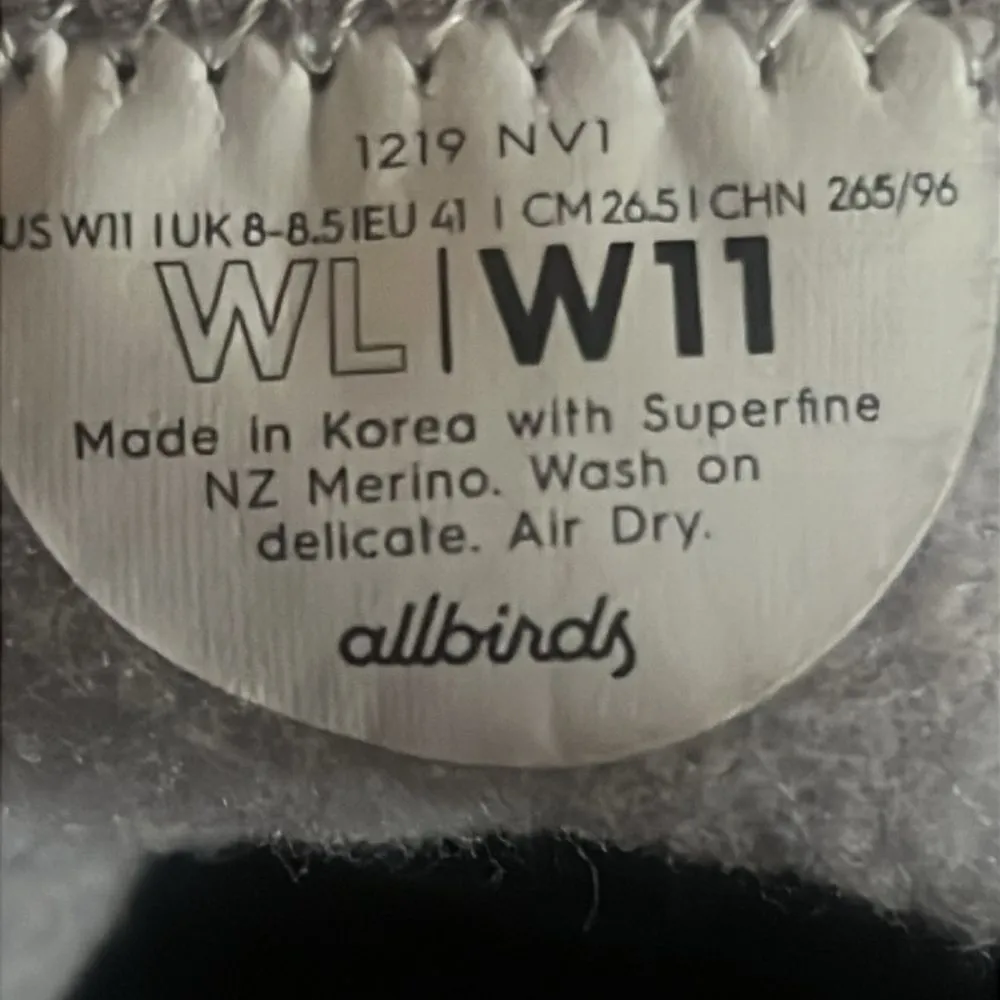 1219 NV1
US W11 | UK 8-8.5 | EU 41 | CM 26.5 | CHN 265/96
WL | W11
Made in Korea with Superfine
NZ Merino. Wash on
delicate. Air Dry.
allbirds